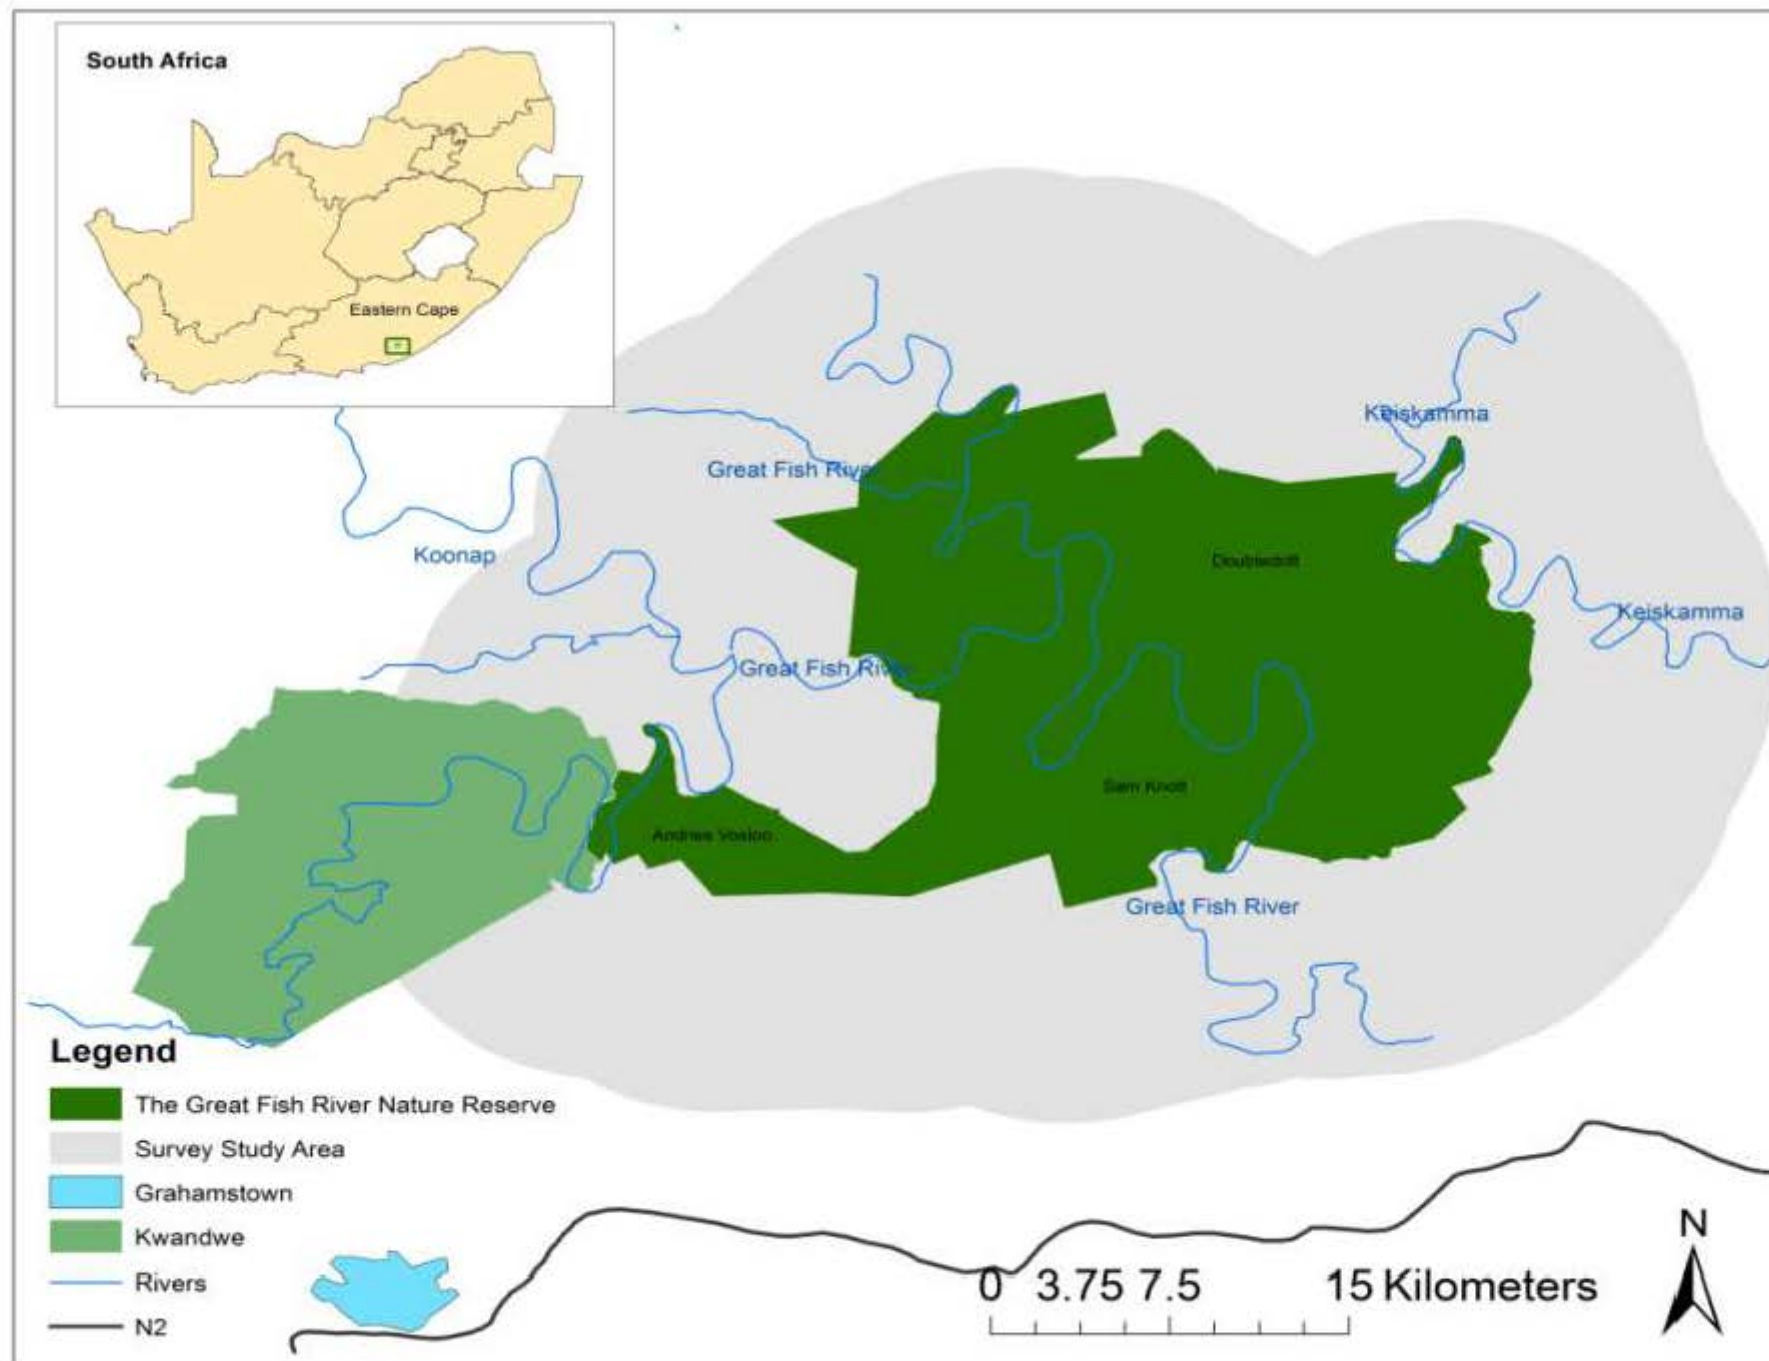 South Africa
Eastern Cape
Keiskamma
Great Fish River
Koonap
Doubledrift
Keiskamma
Great Fish River
Sam Knott
Andries Vosloo
Great Fish River
Legend
The Great Fish River Nature Reserve
Survey Study Area
Grahamstown
Kwandwe
Rivers
N2
N
0 3.75 7.5 15 Kilometers